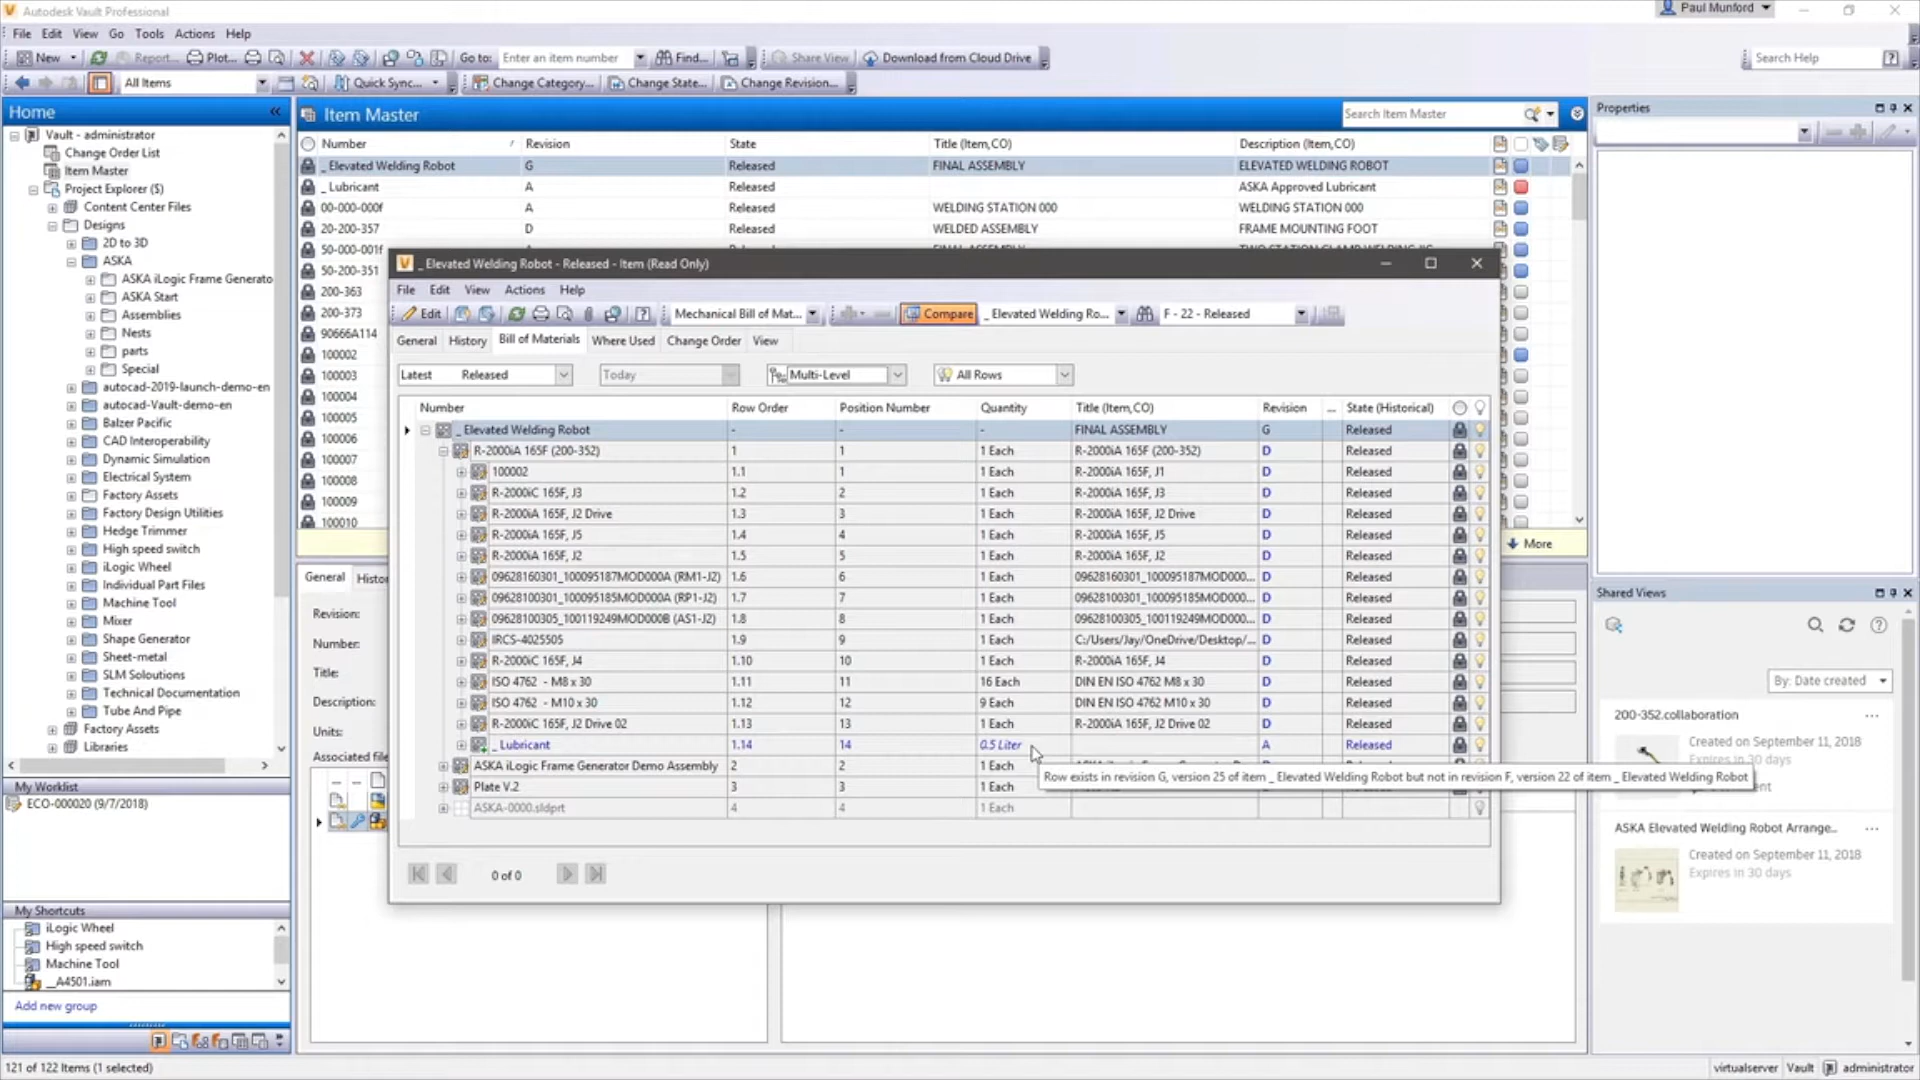 Autodesk Vault Professional
Paul Munford
File Edit View Go Tools Actions Help
New Report... Plot... Go to: Enter an item number Find... Share View Download from Cloud Drive Search Help
All Items Quick Sync... Change Category... Change State... Change Revision...
Home
Vault - administrator
Change Order List
Item Master
Project Explorer ($)
Content Center Files
Designs
2D to 3D
ASKA
ASKA iLogic Frame Generato
ASKA Start
Assemblies
Nests
parts
Special
autocad-2019-launch-demo-en
autocad-Vault-demo-en
Balzer Pacific
CAD Interoperability
Dynamic Simulation
Electrical System
Factory Assets
Factory Design Utilities
Hedge Trimmer
High speed switch
iLogic Wheel
Individual Part Files
Machine Tool
Mixer
Shape Generator
Sheet-metal
SLM Soloutions
Technical Documentation
Tube And Pipe
Factory Assets
Libraries
My Worklist
ECO-000020 (9/7/2018)
My Shortcuts
iLogic Wheel
High speed switch
Machine Tool
__A4501.iam
Add new group
121 of 122 Items (1 selected)
Item Master
Search Item Master
Number / Revision State Title (Item,CO) Description (Item,CO)
_ Elevated Welding Robot G Released FINAL ASSEMBLY ELEVATED WELDING ROBOT
_ Lubricant A Released ASKA Approved Lubricant
00-000-000f A Released WELDING STATION 000 WELDING STATION 000
20-200-357 D Released WELDED ASSEMBLY FRAME MOUNTING FOOT
50-000-001f
50-200-351
200-363
200-373
90666A114
100002
100003
100004
100005
100006
100007
100008
100009
100010
More
General Histor
Revision:
Number:
Title:
Description:
Units:
Associated file
_ Elevated Welding Robot - Released - Item (Read Only)
File Edit View Actions Help
Edit Mechanical Bill of Mat... Compare _ Elevated Welding Ro... F - 22 - Released
General History Bill of Materials Where Used Change Order View
Latest Released Today Multi-Level All Rows
Number Row Order Position Number Quantity Title (Item,CO) Revision ... State (Historical)
_ Elevated Welding Robot - - - FINAL ASSEMBLY G Released
R-2000iA 165F (200-352) 1 1 1 Each R-2000iA 165F (200-352) D Released
100002 1.1 1 1 Each R-2000iA 165F, J1 D Released
R-2000iC 165F, J3 1.2 2 1 Each R-2000iA 165F, J3 D Released
R-2000iA 165F, J2 Drive 1.3 3 1 Each R-2000iA 165F, J2 Drive D Released
R-2000iA 165F, J5 1.4 4 1 Each R-2000iA 165F, J5 D Released
R-2000iA 165F, J2 1.5 5 1 Each R-2000iA 165F, J2 D Released
09628160301_100095187MOD000A (RM1-J2) 1.6 6 1 Each 09628160301_100095187MOD000... D Released
09628100301_100095185MOD000A (RP1-J2) 1.7 7 1 Each 09628100301_100095185MOD000... D Released
09628100305_100119249MOD000B (AS1-J2) 1.8 8 1 Each 09628100305_100119249MOD000... D Released
IRCS-4025505 1.9 9 1 Each C:/Users/Jay/OneDrive/Desktop/... D Released
R-2000iC 165F, J4 1.10 10 1 Each R-2000iA 165F, J4 D Released
ISO 4762 - M8 x 30 1.11 11 16 Each DIN EN ISO 4762 M8 x 30 D Released
ISO 4762 - M10 x 30 1.12 12 9 Each DIN EN ISO 4762 M10 x 30 D Released
R-2000iC 165F, J2 Drive 02 1.13 13 1 Each R-2000iA 165F, J2 Drive 02 D Released
_ Lubricant 1.14 14 0.5 Liter A Released
ASKA iLogic Frame Generator Demo Assembly 2 2 1 Each
Row exists in revision G, version 25 of item _ Elevated Welding Robot but not in revision F, version 22 of item _ Elevated Welding Robot
Plate V.2 3 3 1 Each
ASKA-0000.sldprt 4 4 1 Each
0 of 0
Properties
Shared Views
By: Date created
200-352.collaboration ...
Created on September 11, 2018
Expires in 30 days
ASKA Elevated Welding Robot Arrange... ...
Created on September 11, 2018
Expires in 30 days
virtualserver Vault administrator